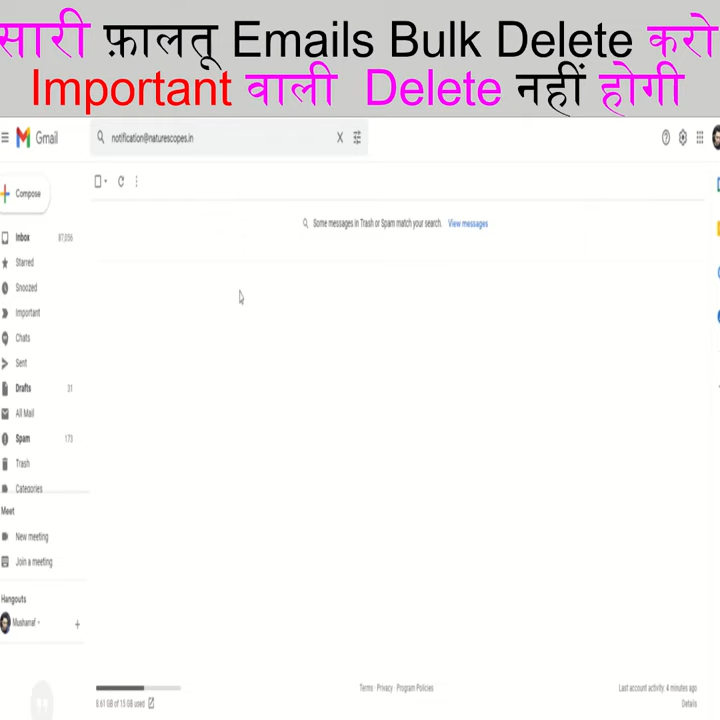 सारी फ़ालतू Emails Bulk Delete करो
Important वाली Delete नहीं होगी
Gmail
notification@naturescopes.in
Compose
Some messages in Trash or Spam match your search. View messages
Inbox 87,056
Starred
Snoozed
Important
Chats
Sent
Drafts 31
All Mail
Spam 173
Trash
Categories
Meet
New meeting
Join a meeting
Hangouts
Musharraf
8.61 GB of 15 GB used
Terms · Privacy · Program Policies
Last account activity: 4 minutes ago
Details